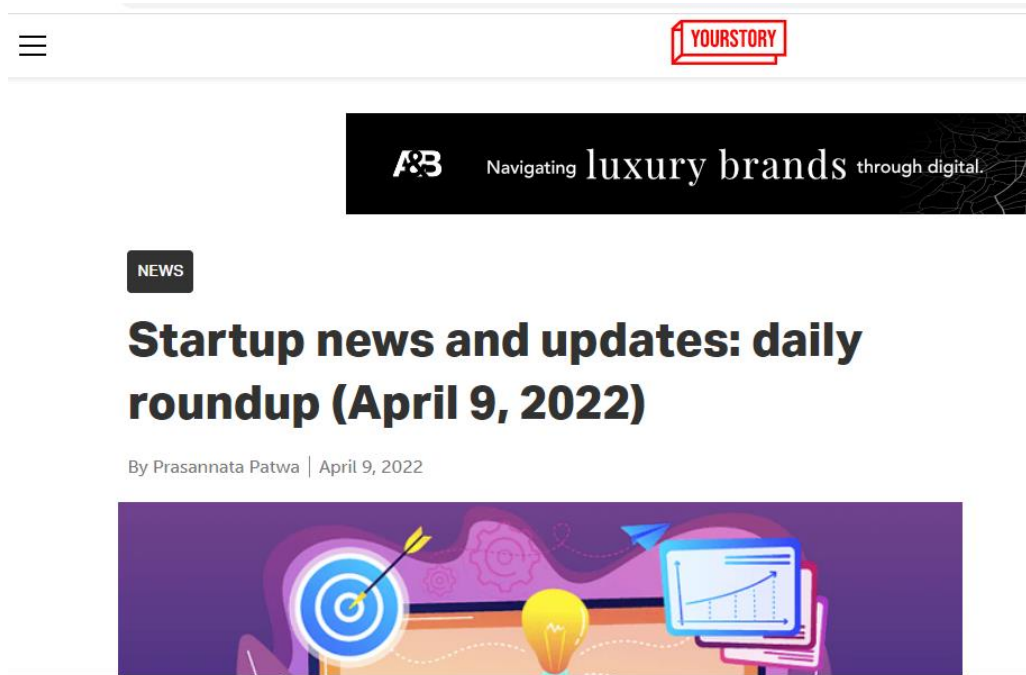 YOURSTORY
A&B Navigating luxury brands through digital.
NEWS
Startup news and updates: daily
roundup (April 9, 2022)
By Prasannata Patwa | April 9, 2022